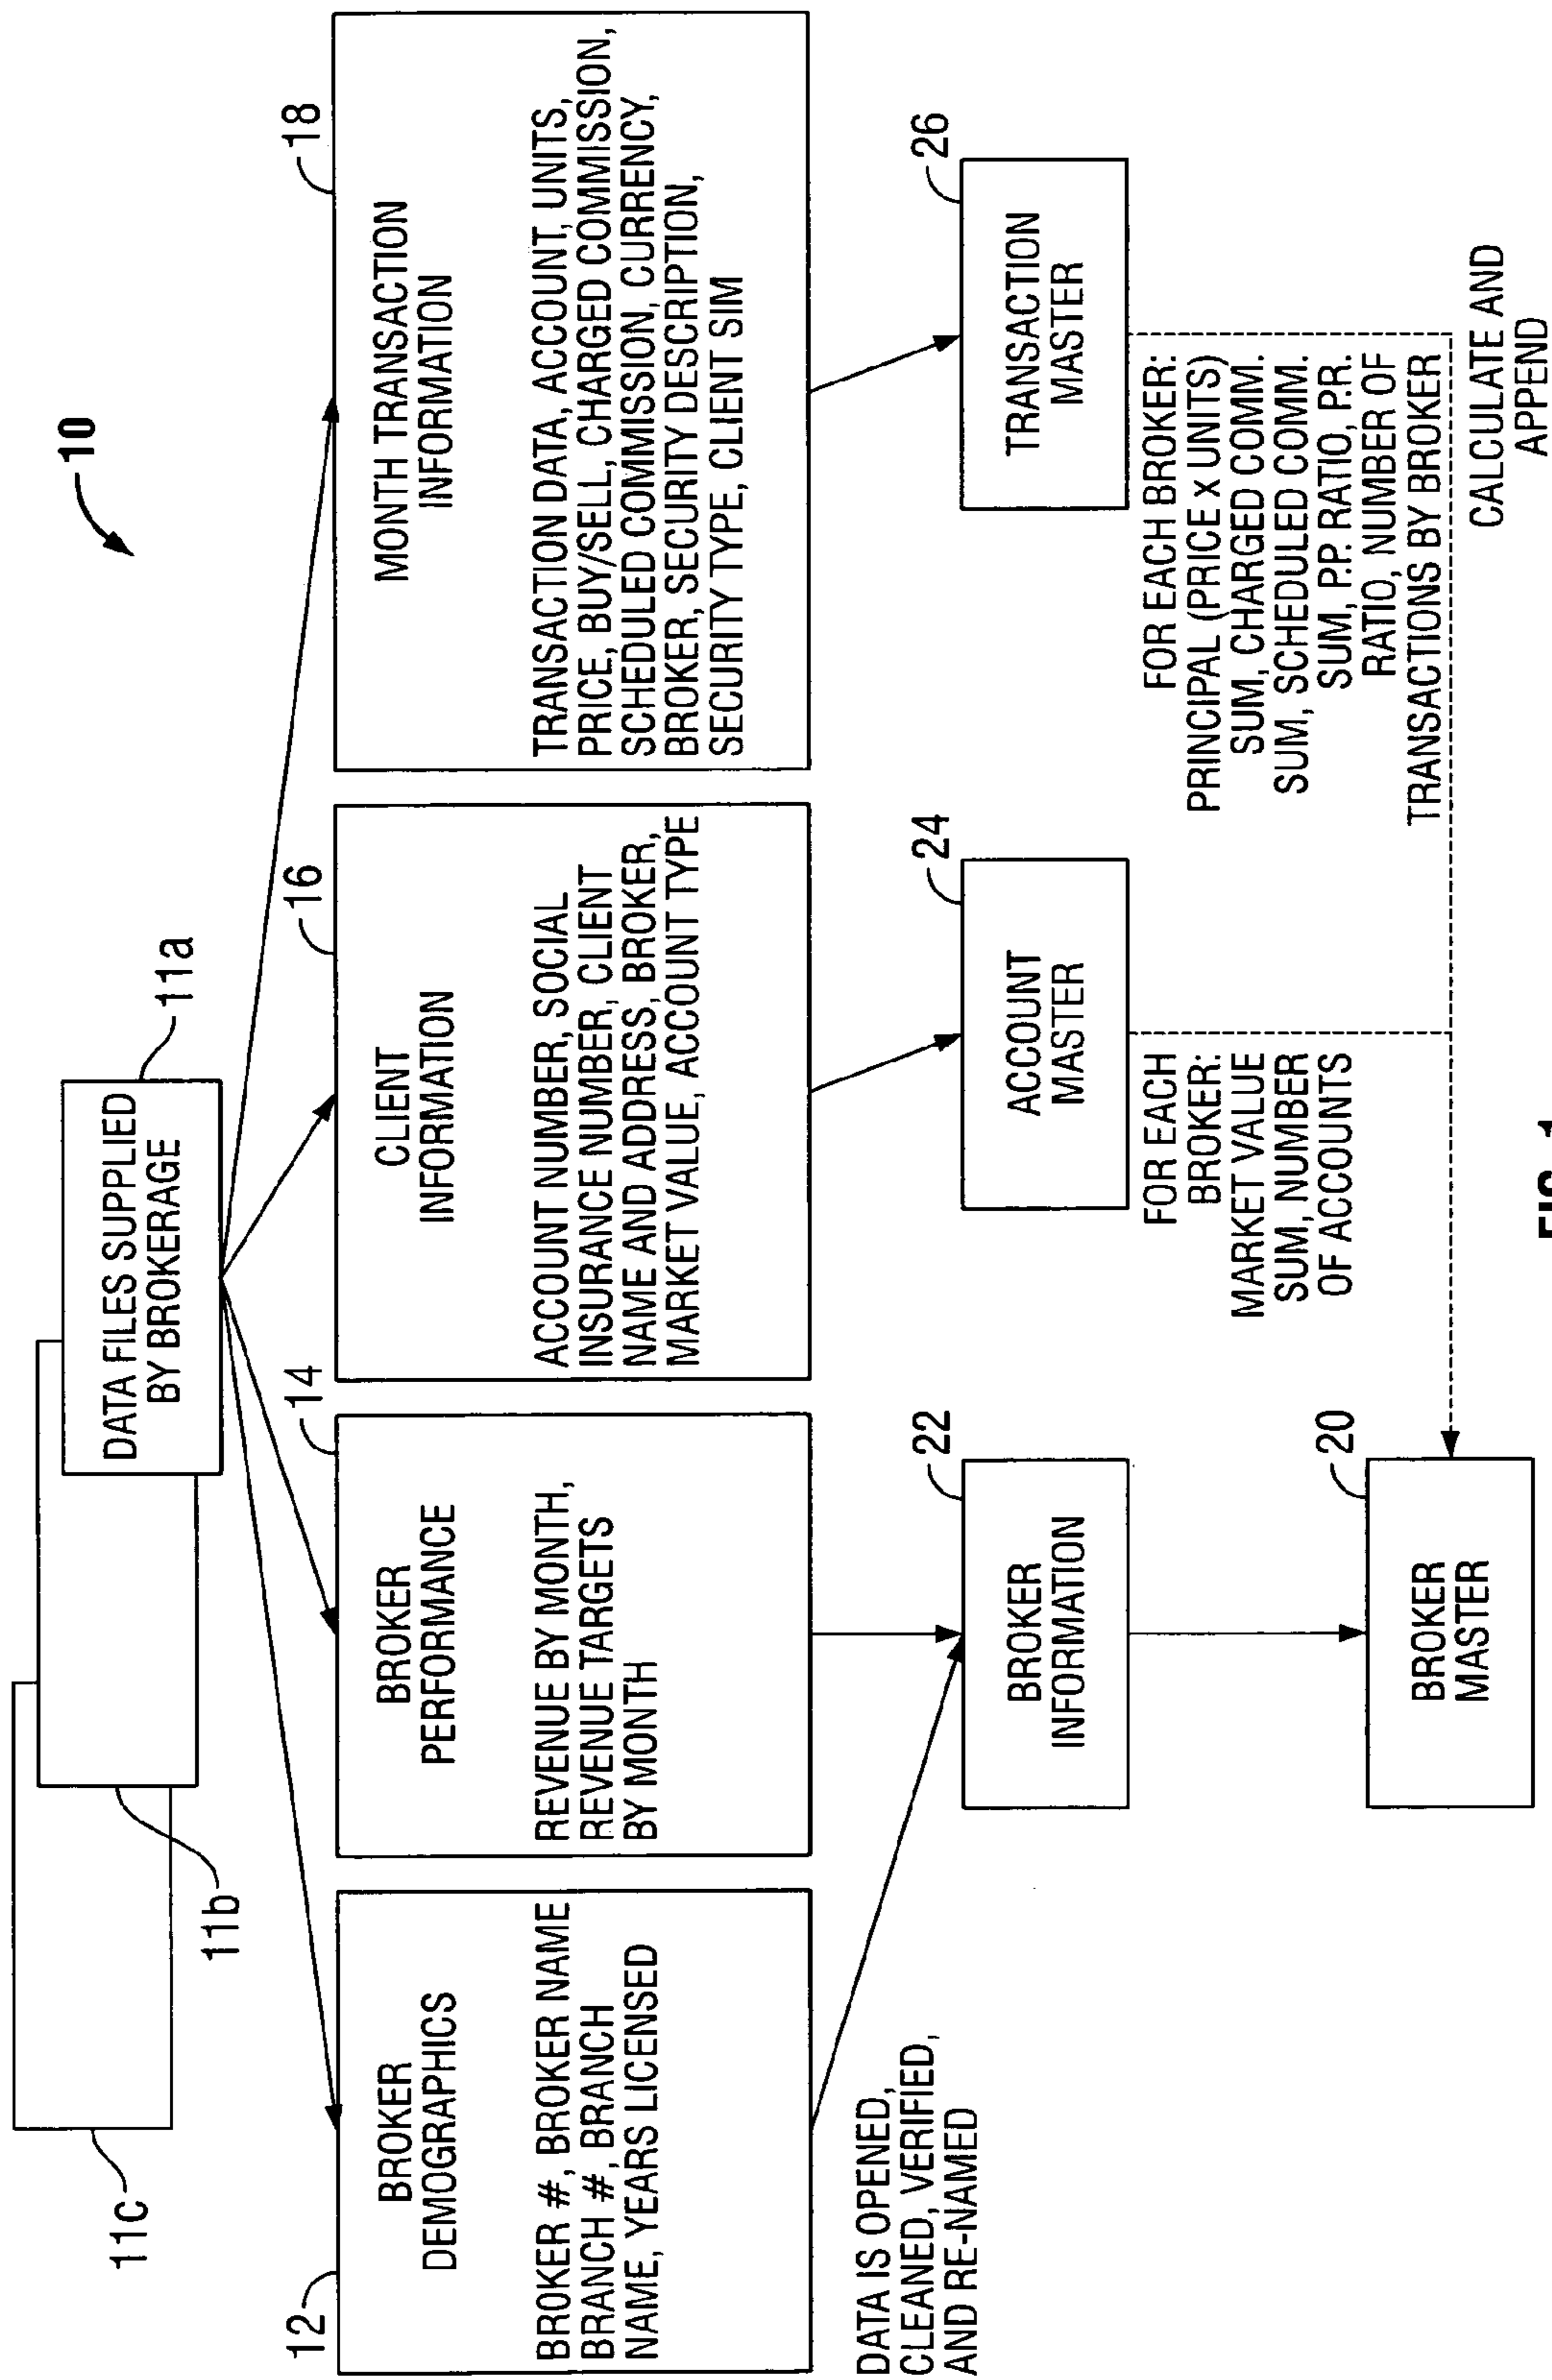 10
11c
11b
DATA FILES SUPPLIED
BY BROKERAGE
11a
12
BROKER
DEMOGRAPHICS
BROKER #, BROKER NAME
BRANCH #, BRANCH
NAME, YEARS LICENSED
14
BROKER
PERFORMANCE
REVENUE BY MONTH,
REVENUE TARGETS
BY MONTH
16
CLIENT
INFORMATION
ACCOUNT NUMBER, SOCIAL
INSURANCE NUMBER, CLIENT
NAME AND ADDRESS, BROKER,
MARKET VALUE, ACCOUNT TYPE
18
MONTH TRANSACTION
INFORMATION
TRANSACTION DATA, ACCOUNT, UNITS,
PRICE, BUY/SELL, CHARGED COMMISSION,
SCHEDULED COMMISSION, CURRENCY,
BROKER, SECURITY DESCRIPTION,
SECURITY TYPE, CLIENT SIM
DATA IS OPENED,
CLEANED, VERIFIED,
AND RE-NAMED
22
BROKER
INFORMATION
24
ACCOUNT
MASTER
26
TRANSACTION
MASTER
FOR EACH
BROKER:
MARKET VALUE
SUM, NUMBER
OF ACCOUNTS
FOR EACH BROKER:
PRINCIPAL (PRICE x UNITS)
SUM, CHARGED COMM.
SUM, SCHEDULED COMM.
SUM, P.P. RATIO, P.R.
RATIO, NUMBER OF
TRANSACTIONS BY BROKER
20
BROKER
MASTER
CALCULATE AND
APPEND